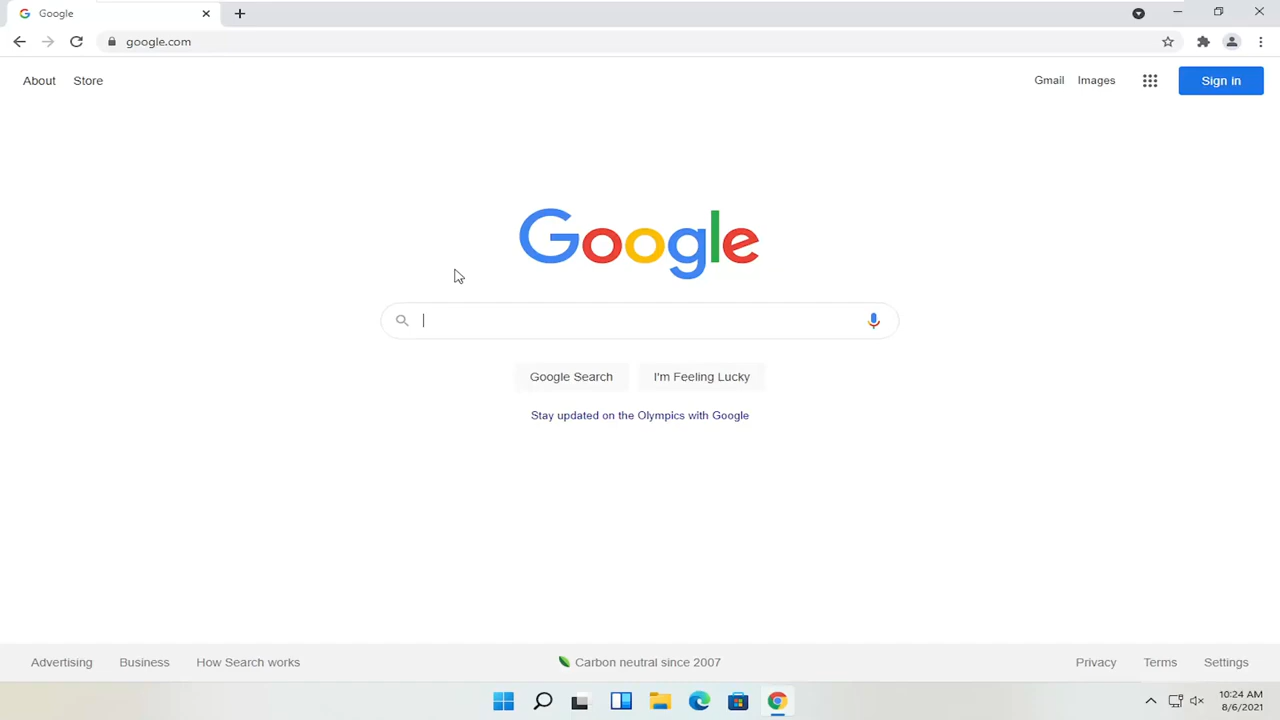 Google
google.com
About Store Gmail Images Sign in
Google
Google Search I'm Feeling Lucky
Stay updated on the Olympics with Google
Advertising Business How Search works Carbon neutral since 2007 Privacy Terms Settings
10:24 AM
8/6/2021